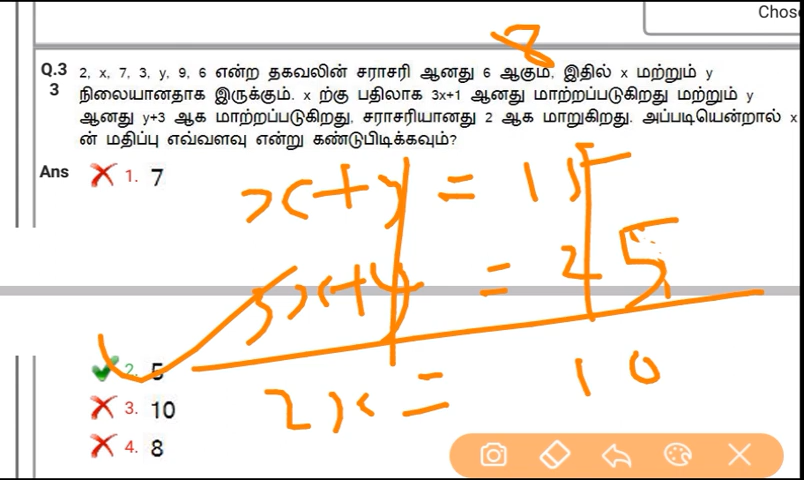 Chos
8
Q.3 2, x, 7, 3, y, 9, 6 என்ற தகவலின் சராசரி ஆனது 6 ஆகும், இதில் x மற்றும் y
3 நிலையானதாக இருக்கும். x ற்கு பதிலாக 3x+1 ஆனது மாற்றப்படுகிறது மற்றும் y
ஆனது y+3 ஆக மாற்றப்படுகிறது, சராசரியானது 2 ஆக மாறுகிறது. அப்படியென்றால் x
ன் மதிப்பு எவ்வளவு என்று கண்டுபிடிக்கவும்?
Ans 1. 7
x+y = 15
3x+y = 25
2. 5
2x = 10
3. 10
4. 8